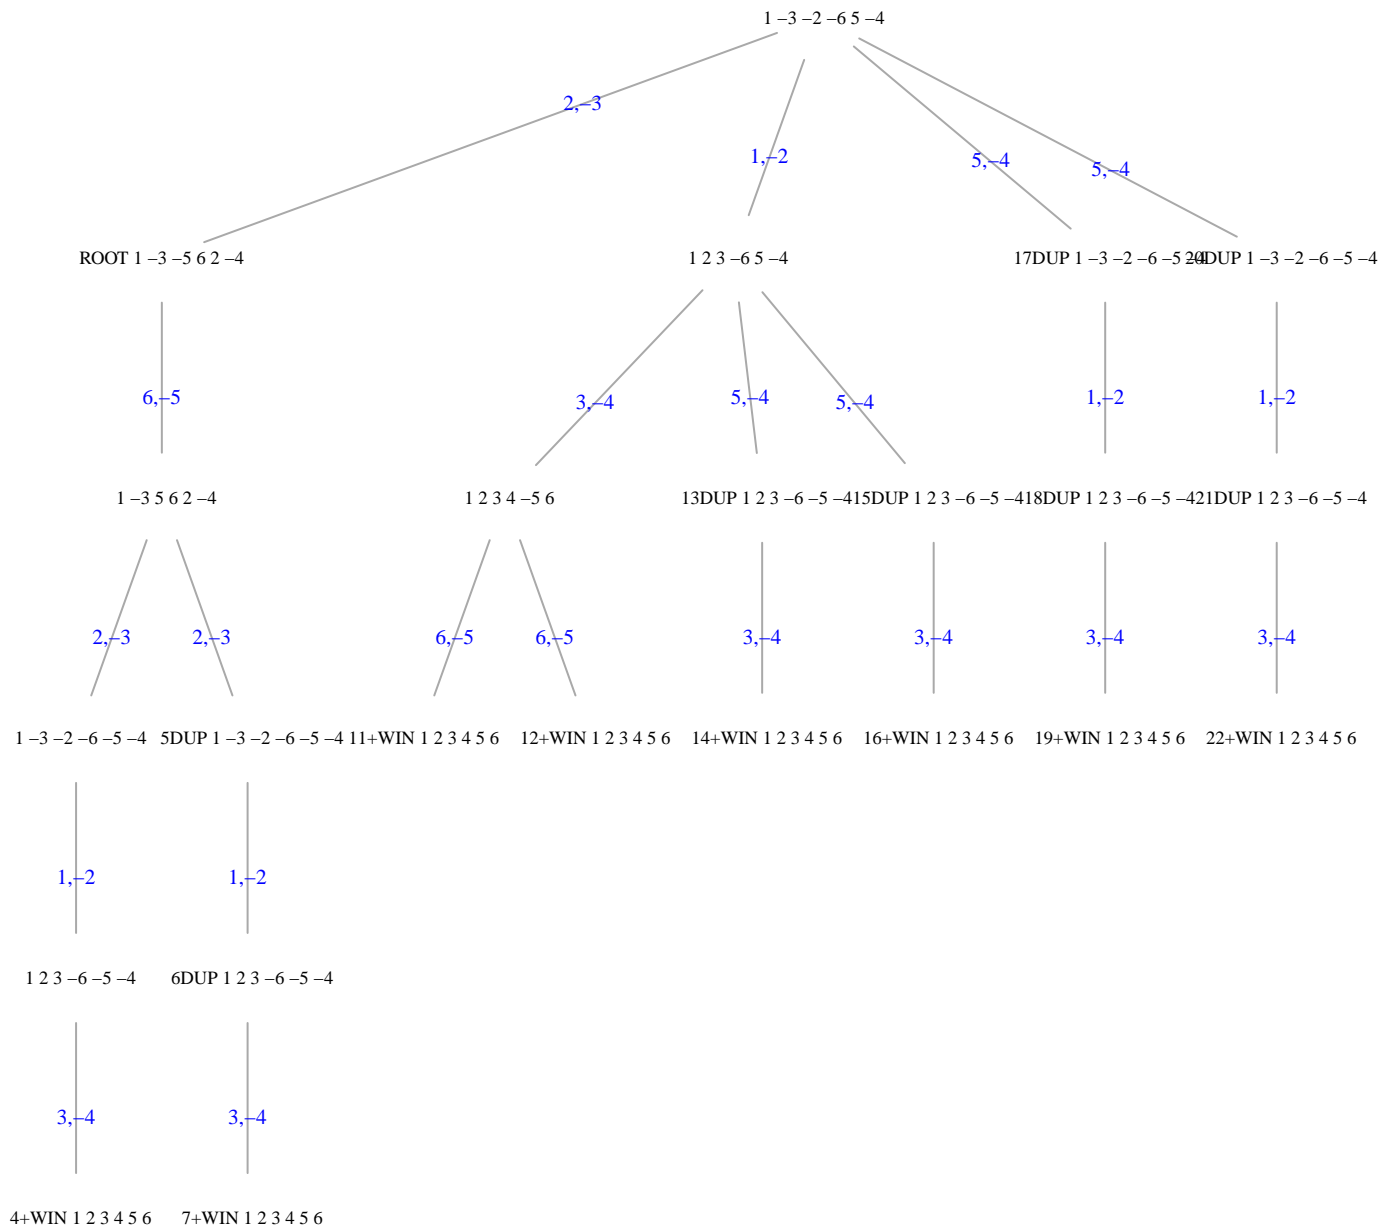 1 –3 –2 –6 5 –4
2,–3
1,–2
5,–4
5,–4
ROOT 1 –3 –5 6 2 –4
1 2 3 –6 5 –4
17DUP 1 –3 –2 –6 –5 –4
20DUP 1 –3 –2 –6 –5 –4
6,–5
3,–4
5,–4
5,–4
1,–2
1,–2
1 –3 5 6 2 –4
1 2 3 4 –5 6
13DUP 1 2 3 –6 –5 –4
15DUP 1 2 3 –6 –5 –4
18DUP 1 2 3 –6 –5 –4
21DUP 1 2 3 –6 –5 –4
2,–3
2,–3
6,–5
6,–5
3,–4
3,–4
3,–4
3,–4
1 –3 –2 –6 –5 –4
5DUP 1 –3 –2 –6 –5 –4
11+WIN 1 2 3 4 5 6
12+WIN 1 2 3 4 5 6
14+WIN 1 2 3 4 5 6
16+WIN 1 2 3 4 5 6
19+WIN 1 2 3 4 5 6
22+WIN 1 2 3 4 5 6
1,–2
1,–2
1 2 3 –6 –5 –4
6DUP 1 2 3 –6 –5 –4
3,–4
3,–4
4+WIN 1 2 3 4 5 6
7+WIN 1 2 3 4 5 6